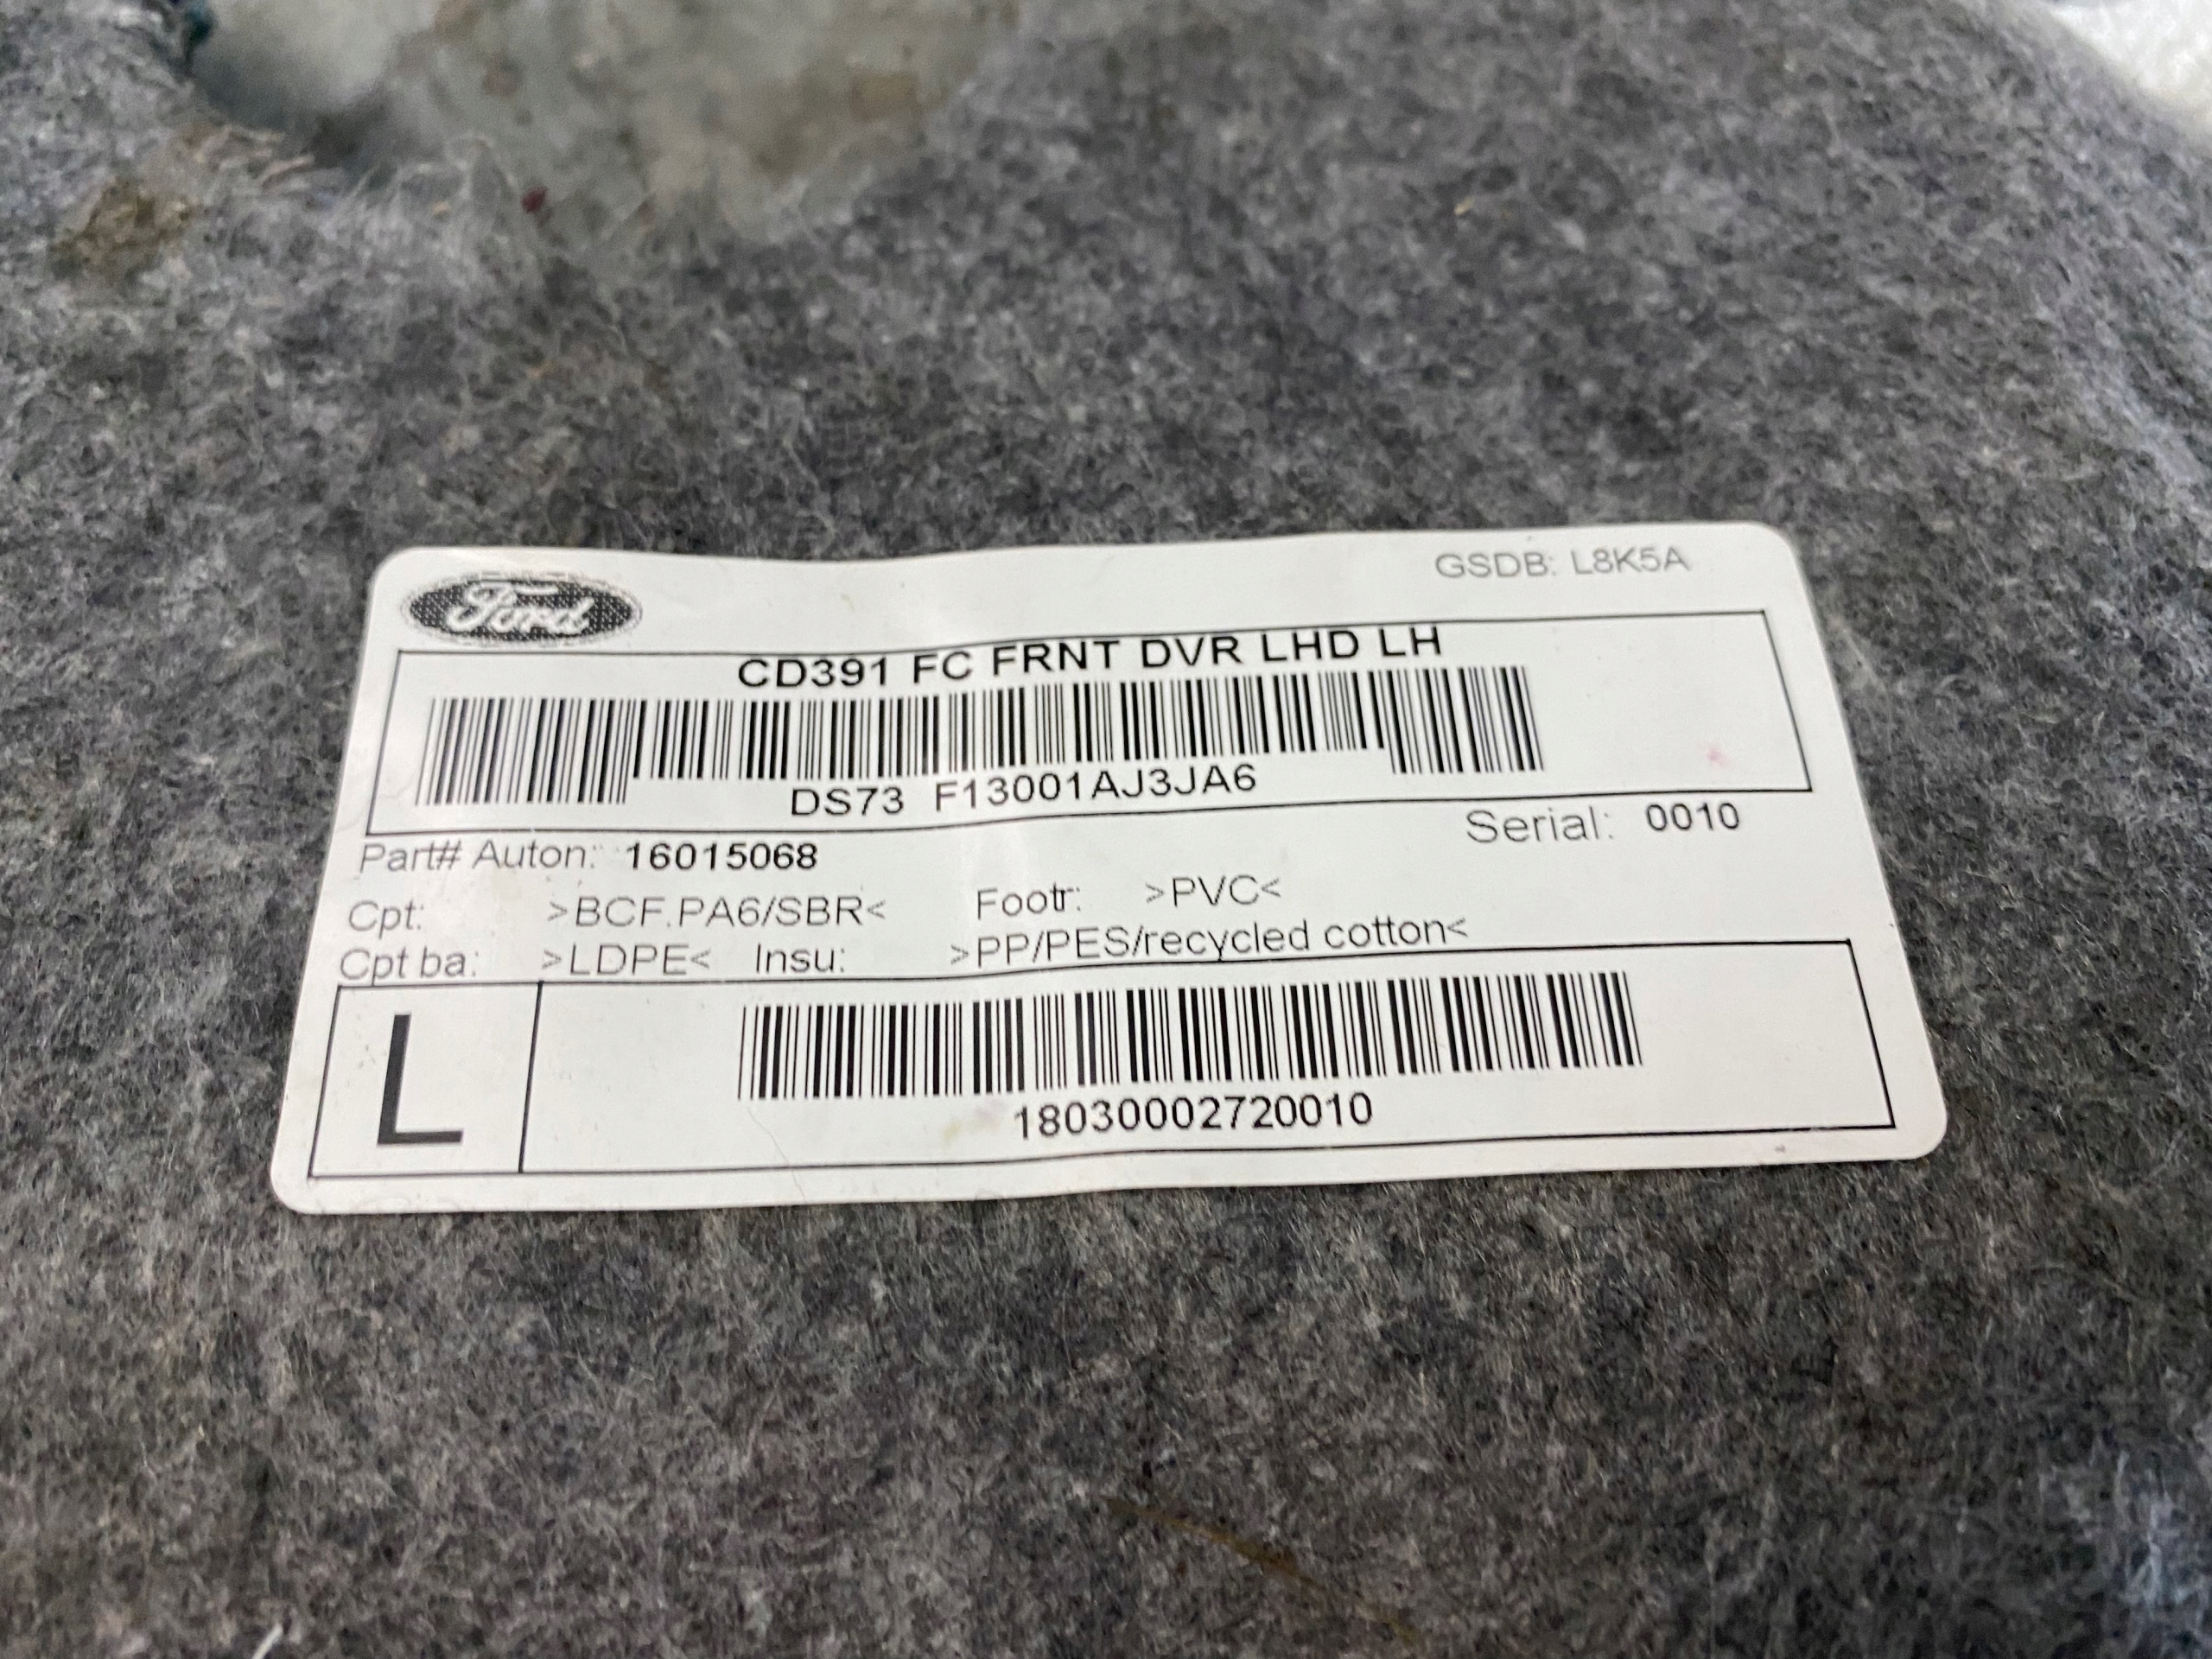 Ford
GSDB: L8K5A
CD391 FC FRNT DVR LHD LH
DS73 F13001AJ3JA6
Serial: 0010
Part# Auton: 16015068
Cpt: >BCF.PA6/SBR< Footr: >PVC<
Cpt ba: >LDPE< Insu: >PP/PES/recycled cotton<
L
18030002720010